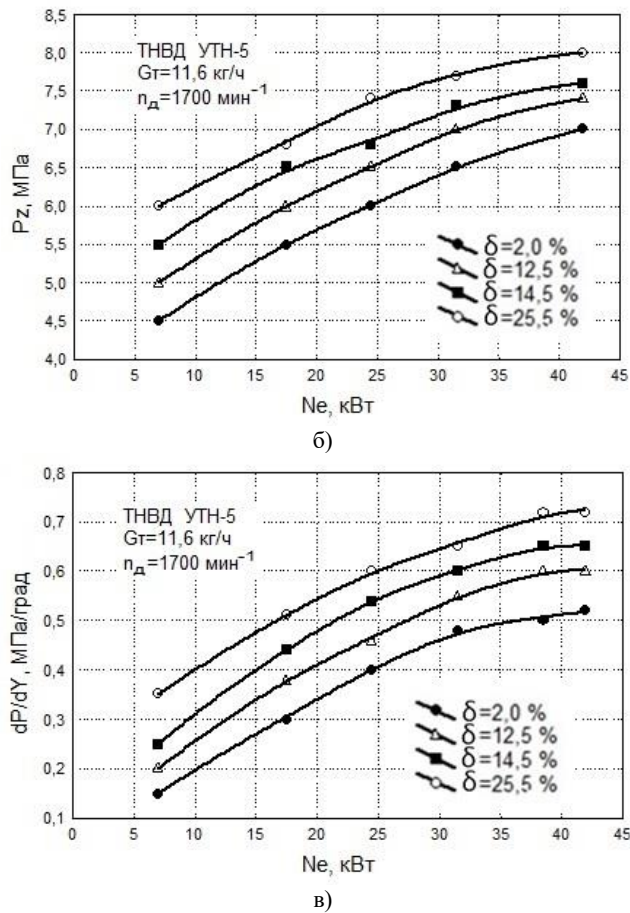 8,0
7,5
7,0
6,5
6,0
5,5
5,0
4,5
4,0
Pz, МПа
ТНВД УТН-5
Gт=11,6 кг/ч
nд=1700 мин⁻¹
δ=2,0 %
δ=12,5 %
δ=14,5 %
δ=25,5 %
0 5 10 15 20 25 30 35 40 45
Ne, кВт
б)
0,8
0,7
0,6
0,5
0,4
0,3
0,2
0,1
dP/dY, МПа/град
ТНВД УТН-5
Gт=11,6 кг/ч
nд=1700 мин⁻¹
δ=2,0 %
δ=12,5 %
δ=14,5 %
δ=25,5 %
0 5 10 15 20 25 30 35 40 45
Ne, кВт
в)